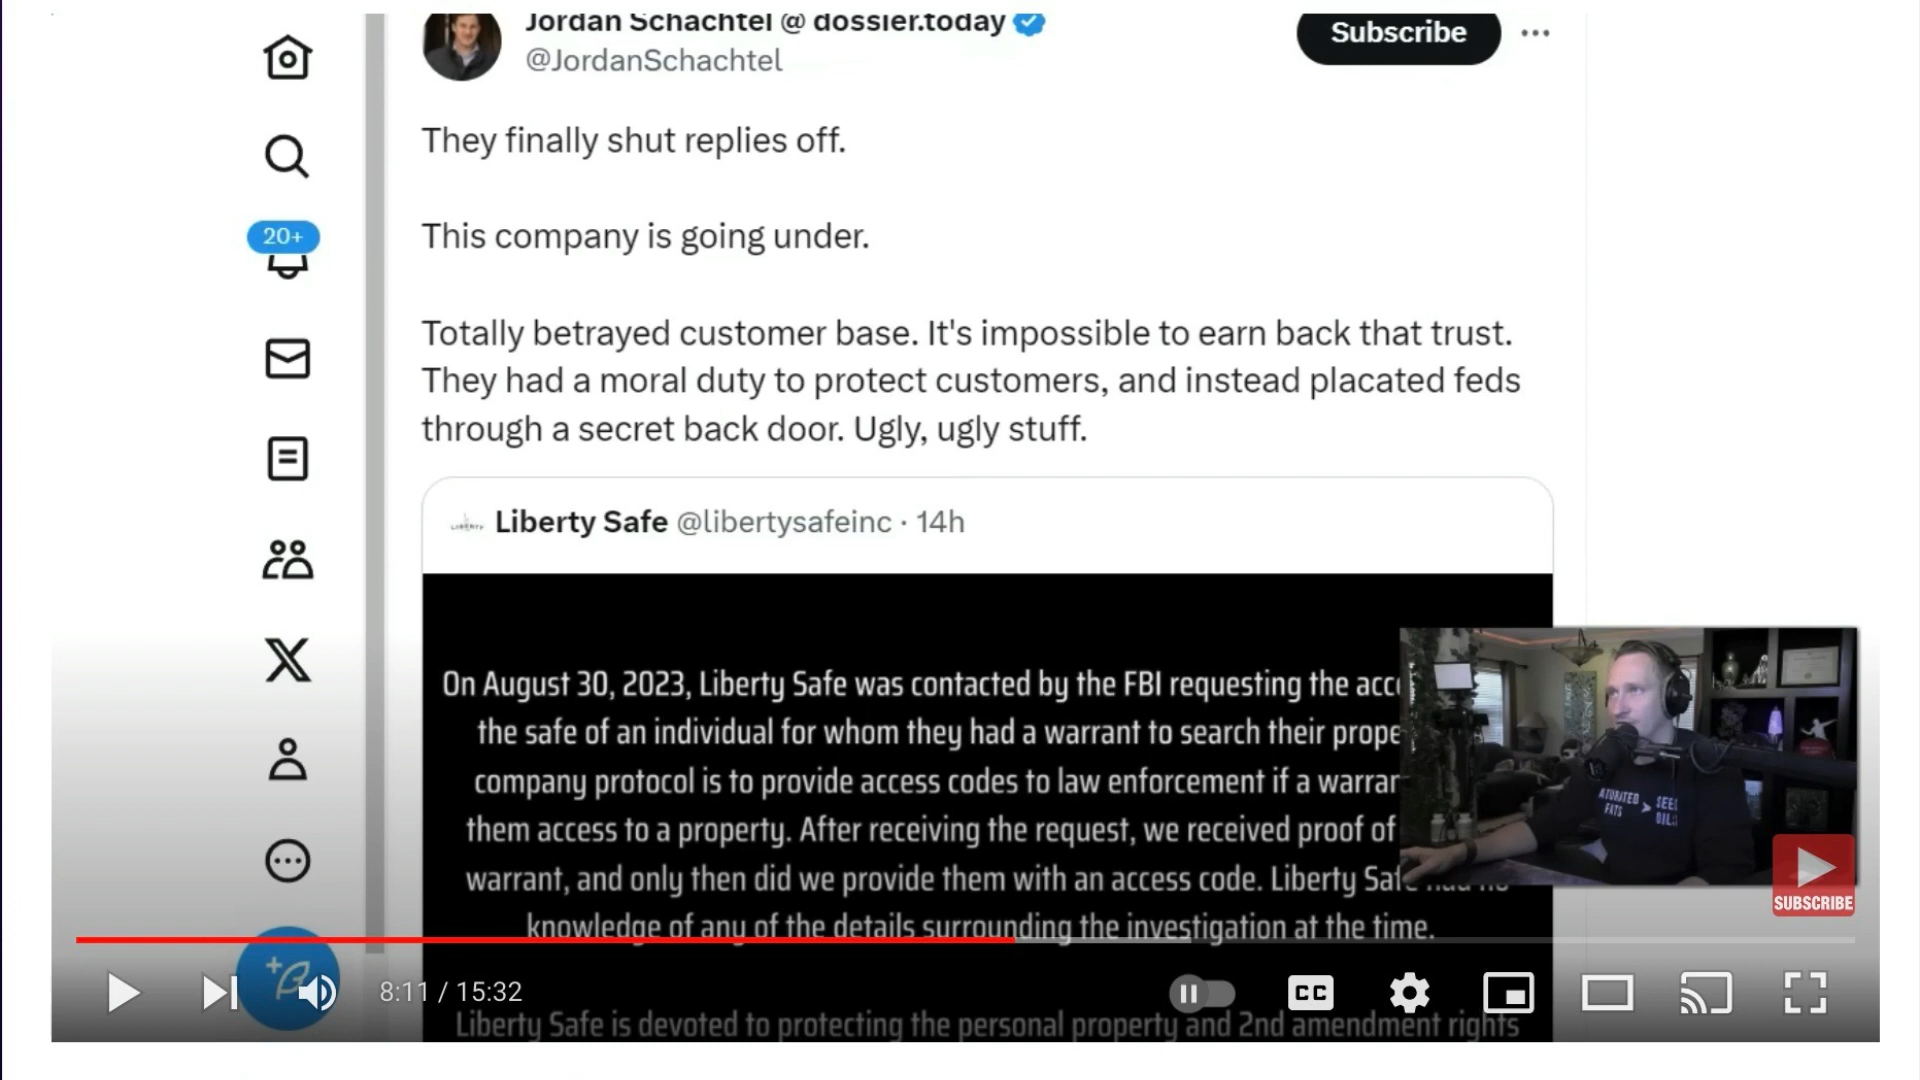 Jordan Schachtel @ dossier.today
@JordanSchachtel
Subscribe
20+
They finally shut replies off.
This company is going under.
Totally betrayed customer base. It's impossible to earn back that trust.
They had a moral duty to protect customers, and instead placated feds
through a secret back door. Ugly, ugly stuff.
LIBERTY
Liberty Safe @libertysafeinc · 14h
On August 30, 2023, Liberty Safe was contacted by the FBI requesting the
the safe of an individual for whom they had a warrant to search their
company protocol is to provide access codes to law enforcement if a
them access to a property. After receiving the request, we received proof of
warrant, and only then did we provide them with an access code. Liberty
knowledge of any of the details surrounding the investigation at the time.
Liberty Safe is devoted to protecting the personal property and 2nd amendment rights
ATURATED > SEED
FATS OILS
SUBSCRIBE
8:11 / 15:32
CC